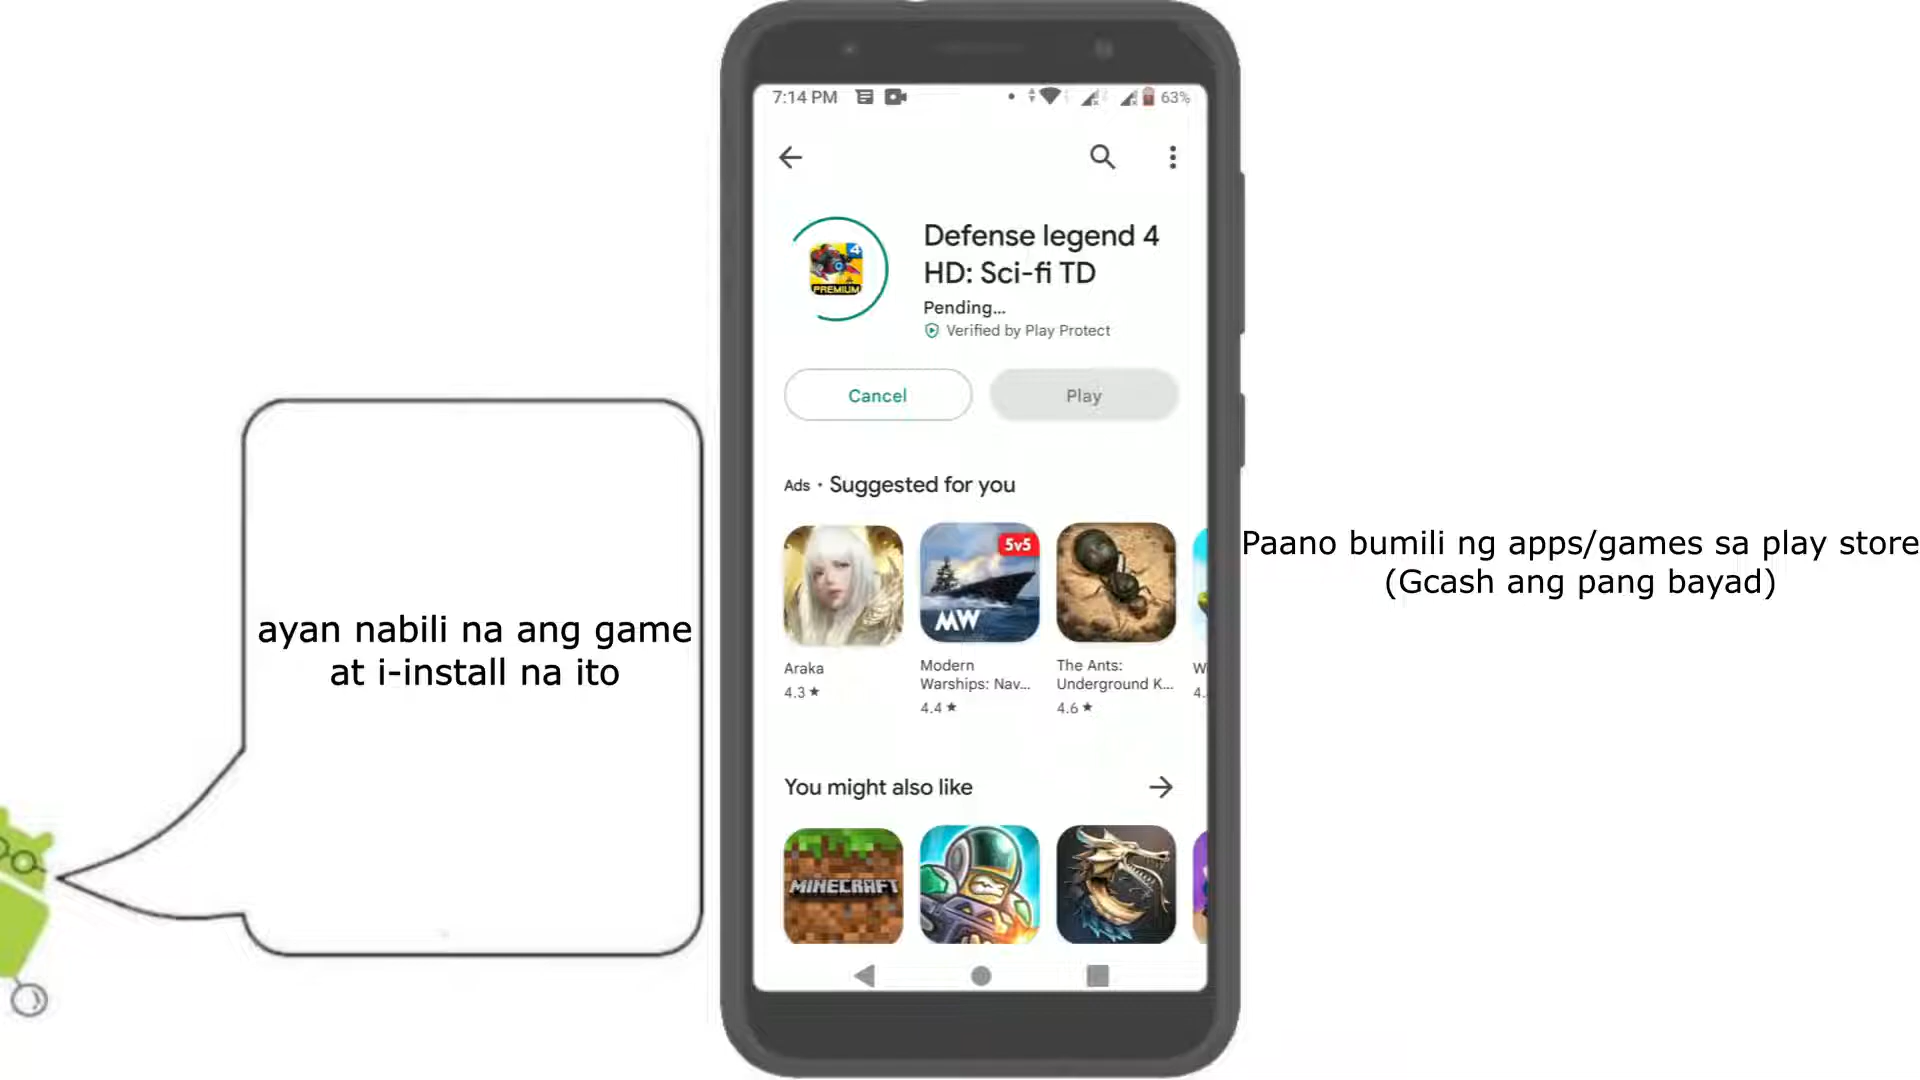 7:14 PM 63%
Defense legend 4
HD: Sci-fi TD
Pending...
Verified by Play Protect
Cancel Play
Ads · Suggested for you
5v5
MW
Araka
4.3 ★
Modern
Warships: Nav...
4.4 ★
The Ants:
Underground K...
4.6 ★
W
4.
You might also like
MINECRAFT
4
PREMIUM
ayan nabili na ang game
at i-install na ito
Paano bumili ng apps/games sa play store
(Gcash ang pang bayad)